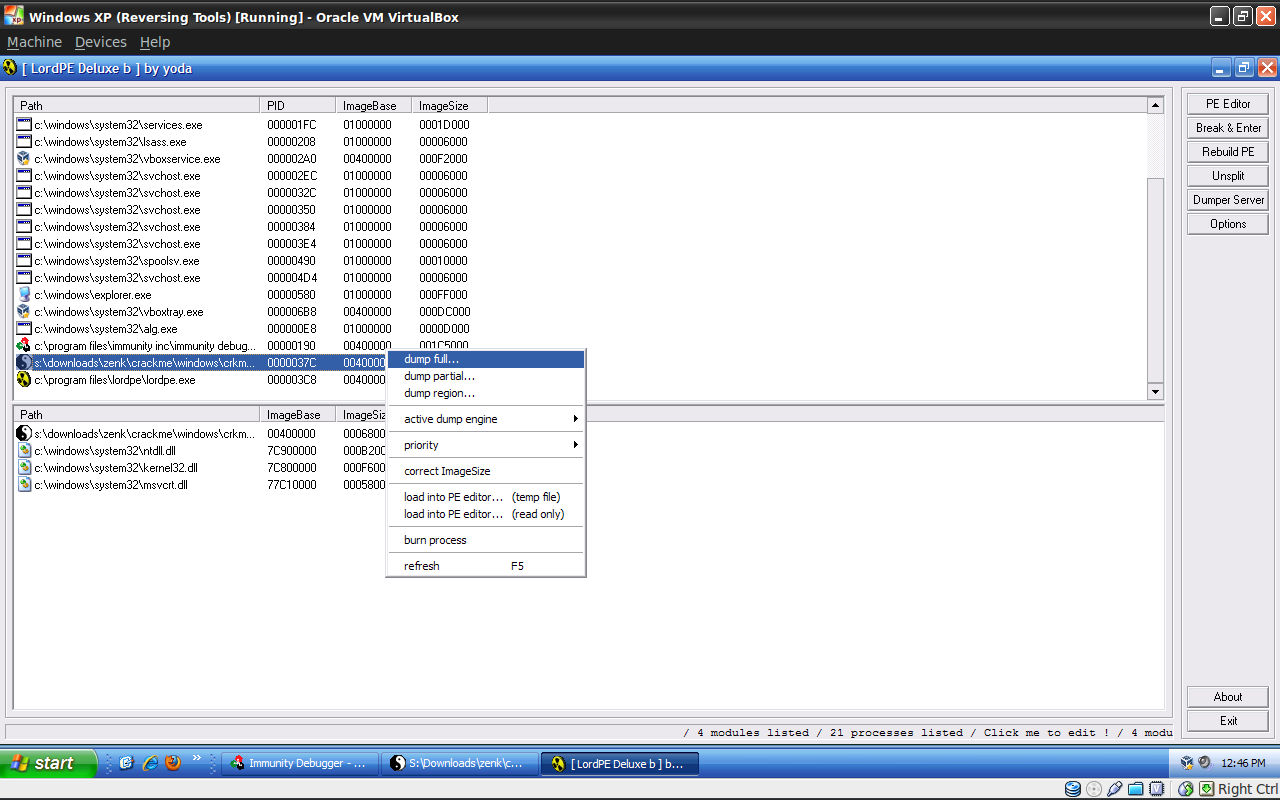 Windows XP (Reversing Tools) [Running] - Oracle VM VirtualBox
Machine Devices Help
[ LordPE Deluxe b ] by yoda
Path PID ImageBase ImageSize
c:\windows\system32\services.exe 000001FC 01000000 0001D000
c:\windows\system32\lsass.exe 00000208 01000000 00006000
c:\windows\system32\vboxservice.exe 000002A0 00400000 000F2000
c:\windows\system32\svchost.exe 000002EC 01000000 00006000
c:\windows\system32\svchost.exe 0000032C 01000000 00006000
c:\windows\system32\svchost.exe 00000350 01000000 00006000
c:\windows\system32\svchost.exe 00000384 01000000 00006000
c:\windows\system32\svchost.exe 000003E4 01000000 00006000
c:\windows\system32\spoolsv.exe 00000490 01000000 00010000
c:\windows\system32\svchost.exe 000004D4 01000000 00006000
c:\windows\explorer.exe 00000580 01000000 000FF000
c:\windows\system32\vboxtray.exe 000006B8 00400000 000DC000
c:\windows\system32\alg.exe 000000E8 01000000 0000D000
c:\program files\immunity inc\immunity debug... 00000190 00400000 001C5000
s:\downloads\zenk\crackme\windows\crkm... 0000037C 0040000
c:\program files\lordpe\lordpe.exe 000003C8 0040000
dump full...
dump partial...
dump region...
active dump engine
priority
correct ImageSize
load into PE editor... (temp file)
load into PE editor... (read only)
burn process
refresh F5
Path ImageBase ImageSiz
s:\downloads\zenk\crackme\windows\crkm... 00400000 0006800
c:\windows\system32\ntdll.dll 7C900000 000B200
c:\windows\system32\kernel32.dll 7C800000 000F600
c:\windows\system32\msvcrt.dll 77C10000 0005800
PE Editor
Break & Enter
Rebuild PE
Unsplit
Dumper Server
Options
About
Exit
/ 4 modules listed / 21 processes listed / Click me to edit ! / 4 modu
start
Immunity Debugger - ...
S:\Downloads\zenk\c...
[ LordPE Deluxe b ] b...
12:46 PM
Right Ctrl